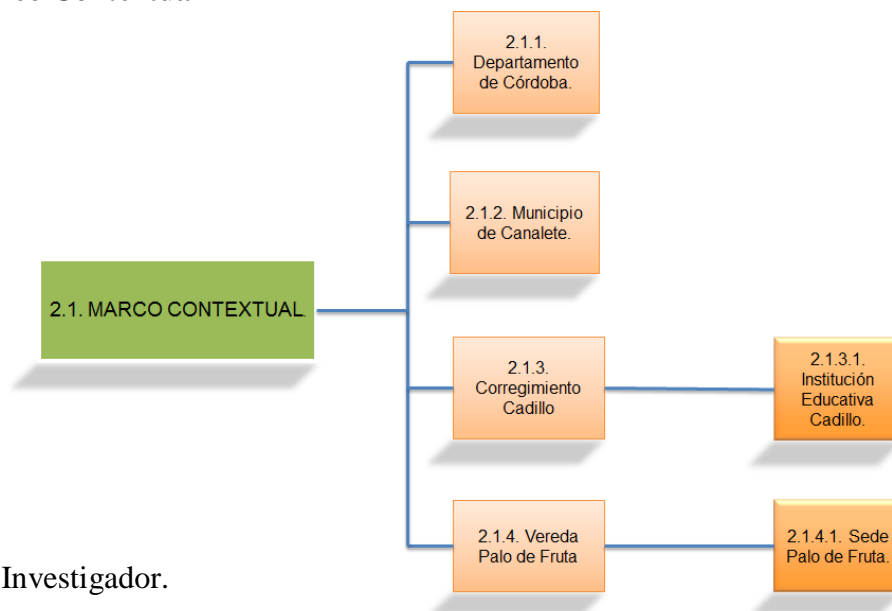 2.1.1.
Departamento
de Córdoba.
2.1.2. Municipio
de Canalete.
2.1. MARCO CONTEXTUAL.
2.1.3.
Corregimiento
Cadillo
2.1.3.1.
Institución
Educativa
Cadillo.
2.1.4. Vereda
Palo de Fruta
2.1.4.1. Sede
Palo de Fruta.
Investigador.